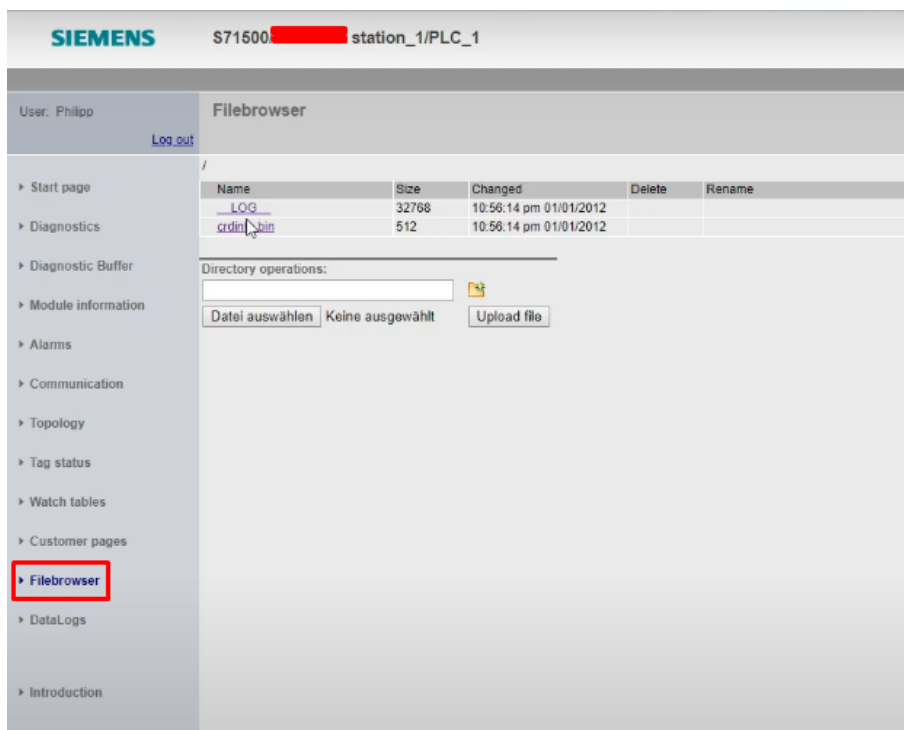 SIEMENS
S71500/ station_1/PLC_1
User: Philipp
Log out
Filebrowser
Start page
Diagnostics
Diagnostic Buffer
Module information
Alarms
Communication
Topology
Tag status
Watch tables
Customer pages
Filebrowser
DataLogs
Introduction
/
Name Size Changed Delete Rename
__LOG__ 32768 10:56:14 pm 01/01/2012
512 10:56:14 pm 01/01/2012
Directory operations:
Datei auswählen Keine ausgewählt Upload file